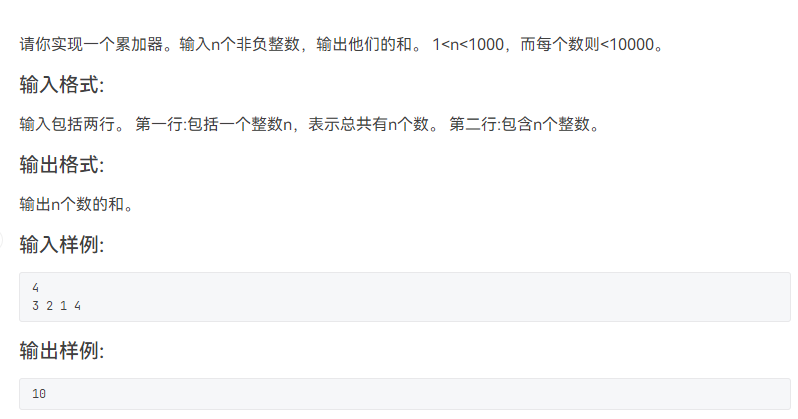 请你实现一个累加器。输入n个非负整数，输出他们的和。 1<n<1000，而每个数则<10000。
输入格式:
输入包括两行。 第一行:包括一个整数n，表示总共有n个数。 第二行:包含n个整数。
输出格式:
输出n个数的和。
输入样例:
4
3 2 1 4
输出样例:
10